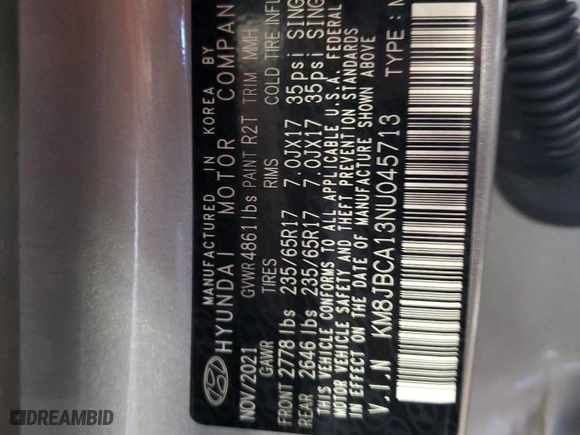 MANUFACTURED IN KOREA BY
HYUNDAI MOTOR COMPAN
NOV/2021 GVWR 4861 lbs PAINT R2T TRIM MMH
GAWR TIRES RIMS COLD TIRE INFL
FRONT 2778 lbs 235/65R17 7.0JX17 35psi SING
REAR 2646 lbs 235/65R17 7.0JX17 35psi SING
THIS VEHICLE CONFORMS TO ALL APPLICABLE U.S.A. FEDERAL
MOTOR VEHICLE SAFETY AND THEFT PREVENTION STANDARDS
IN EFFECT ON THE DATE OF MANUFACTURE SHOWN ABOVE
V.I.N KM8JBCA13NU045713 TYPE: M
DREAMBID